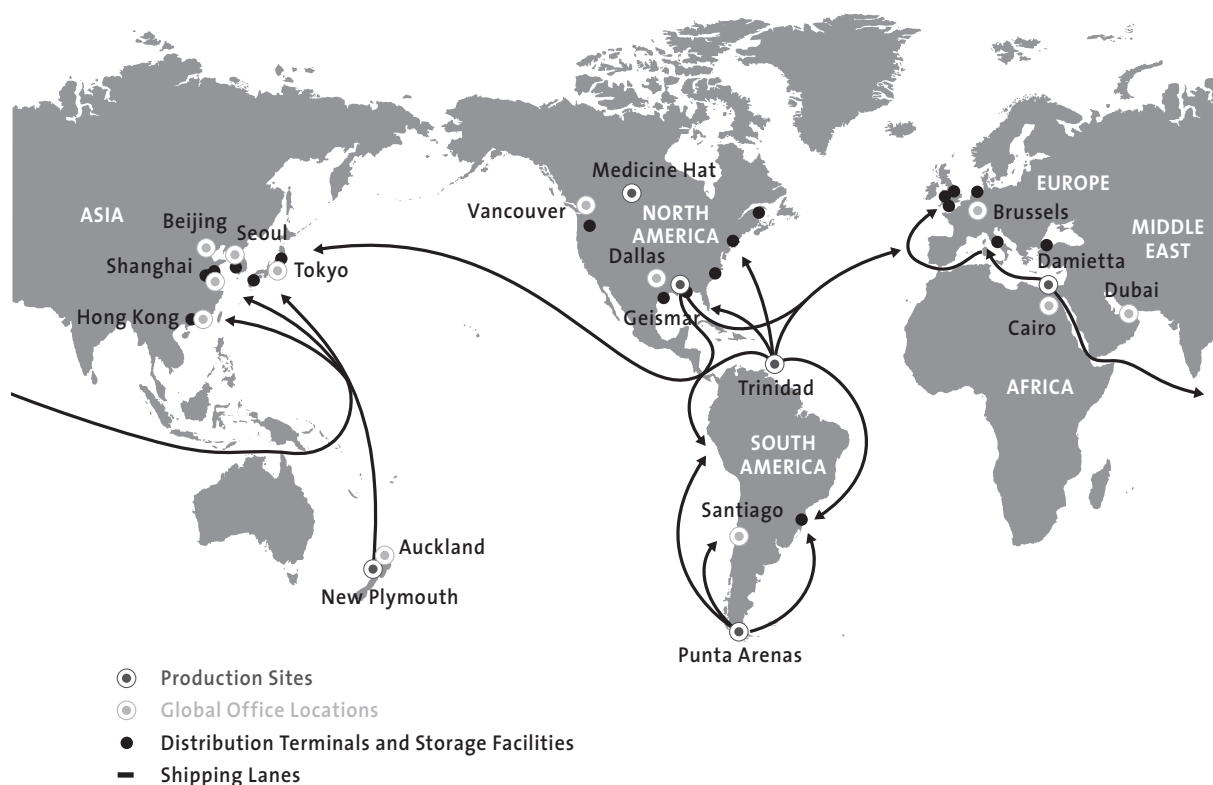 Medicine Hat
ASIA
Vancouver
NORTH
AMERICA
EUROPE
Beijing
Seoul
Brussels
MIDDLE
EAST
Shanghai
Tokyo
Dallas
Damietta
Dubai
Hong Kong
Geismar
Cairo
Trinidad
AFRICA
SOUTH
AMERICA
Santiago
Auckland
New Plymouth
Punta Arenas
Production Sites
Global Office Locations
Distribution Terminals and Storage Facilities
Shipping Lanes